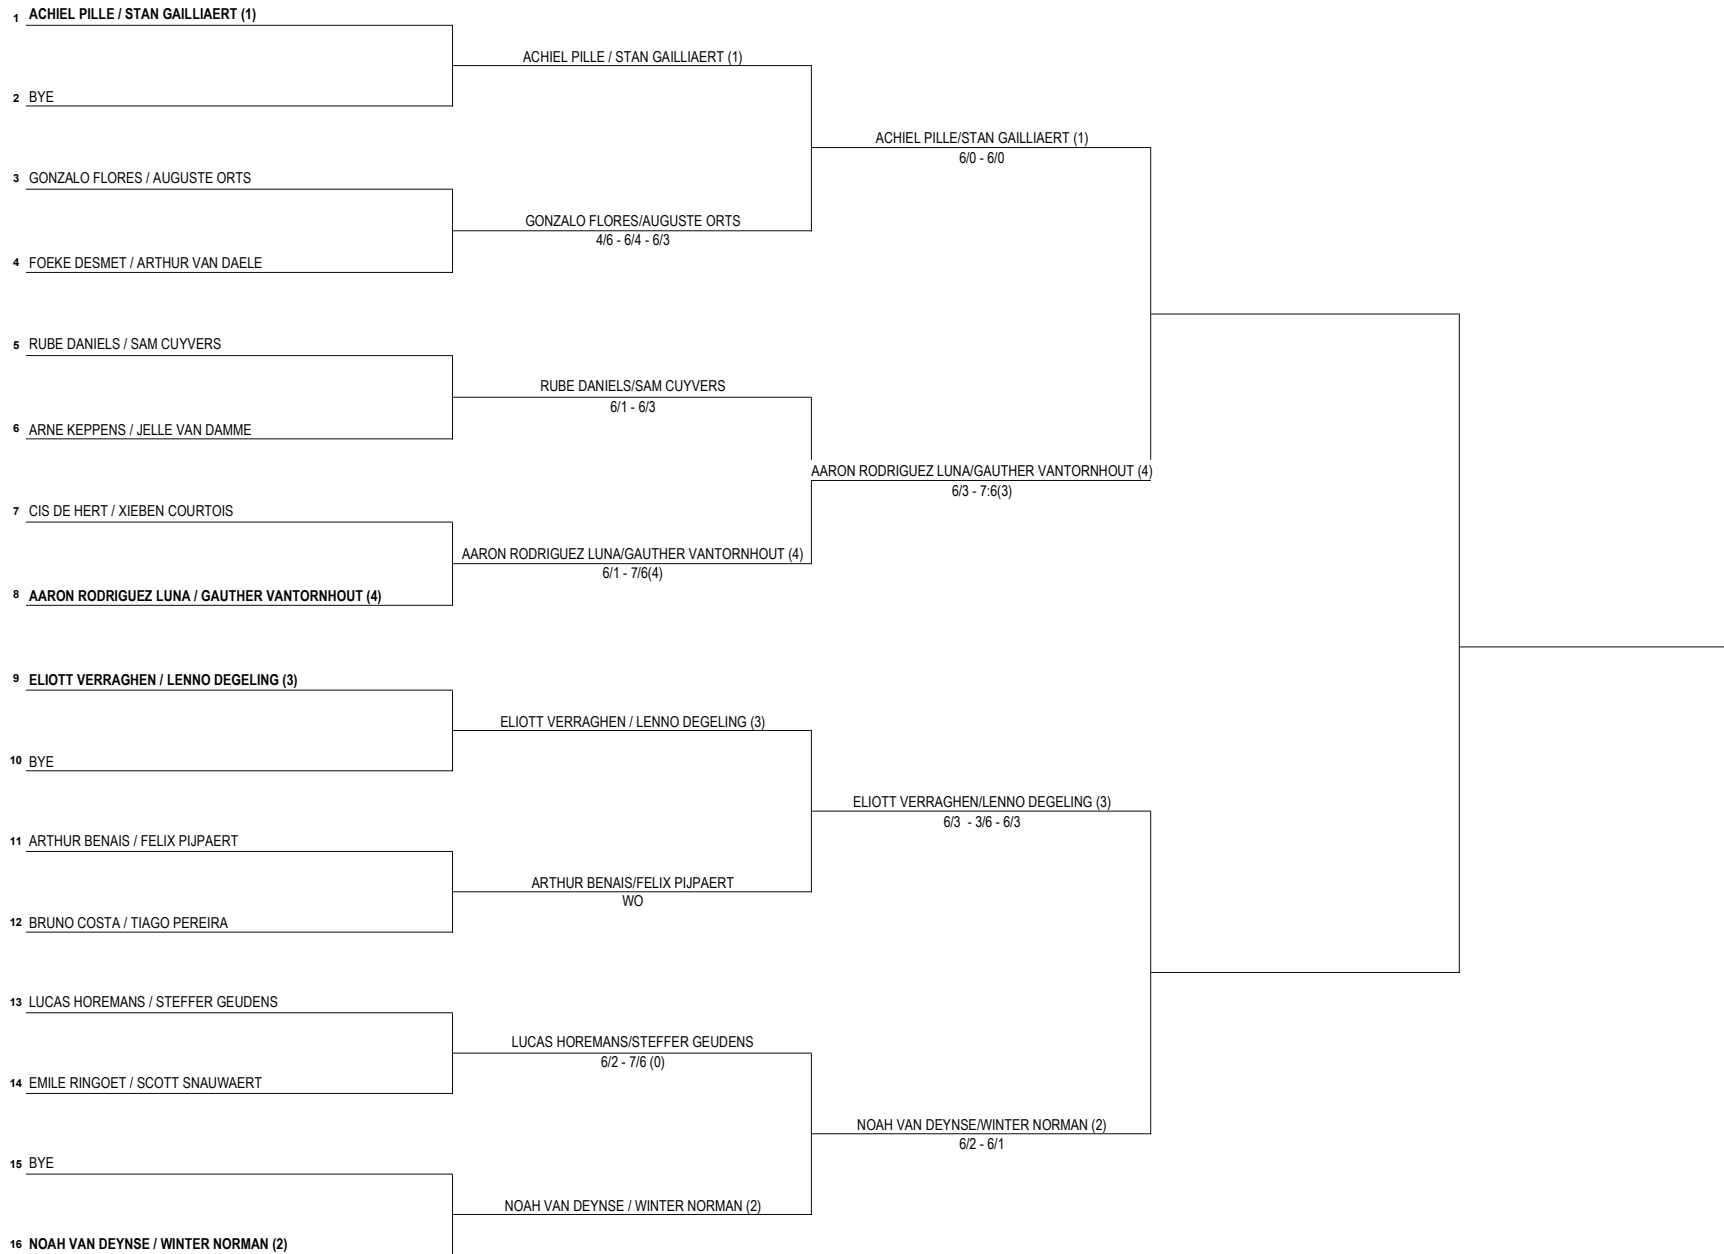 1 ACHIEL PILLE / STAN GAILLIAERT (1)
ACHIEL PILLE / STAN GAILLIAERT (1)
2 BYE
ACHIEL PILLE/STAN GAILLIAERT (1)
6/0 - 6/0
3 GONZALO FLORES / AUGUSTE ORTS
GONZALO FLORES/AUGUSTE ORTS
4/6 - 6/4 - 6/3
4 FOEKE DESMET / ARTHUR VAN DAELE
5 RUBE DANIELS / SAM CUYVERS
RUBE DANIELS/SAM CUYVERS
6/1 - 6/3
6 ARNE KEPPENS / JELLE VAN DAMME
AARON RODRIGUEZ LUNA/GAUTHER VANTORNHOUT (4)
6/3 - 7:6(3)
7 CIS DE HERT / XIEBEN COURTOIS
AARON RODRIGUEZ LUNA/GAUTHER VANTORNHOUT (4)
6/1 - 7/6(4)
8 AARON RODRIGUEZ LUNA / GAUTHER VANTORNHOUT (4)
9 ELIOTT VERRAGHEN / LENNO DEGELING (3)
ELIOTT VERRAGHEN / LENNO DEGELING (3)
10 BYE
ELIOTT VERRAGHEN/LENNO DEGELING (3)
6/3 - 3/6 - 6/3
11 ARTHUR BENAIS / FELIX PIJPAERT
ARTHUR BENAIS/FELIX PIJPAERT
WO
12 BRUNO COSTA / TIAGO PEREIRA
13 LUCAS HOREMANS / STEFFER GEUDENS
LUCAS HOREMANS/STEFFER GEUDENS
6/2 - 7/6 (0)
14 EMILE RINGOET / SCOTT SNAUWAERT
NOAH VAN DEYNSE/WINTER NORMAN (2)
6/2 - 6/1
15 BYE
NOAH VAN DEYNSE / WINTER NORMAN (2)
16 NOAH VAN DEYNSE / WINTER NORMAN (2)